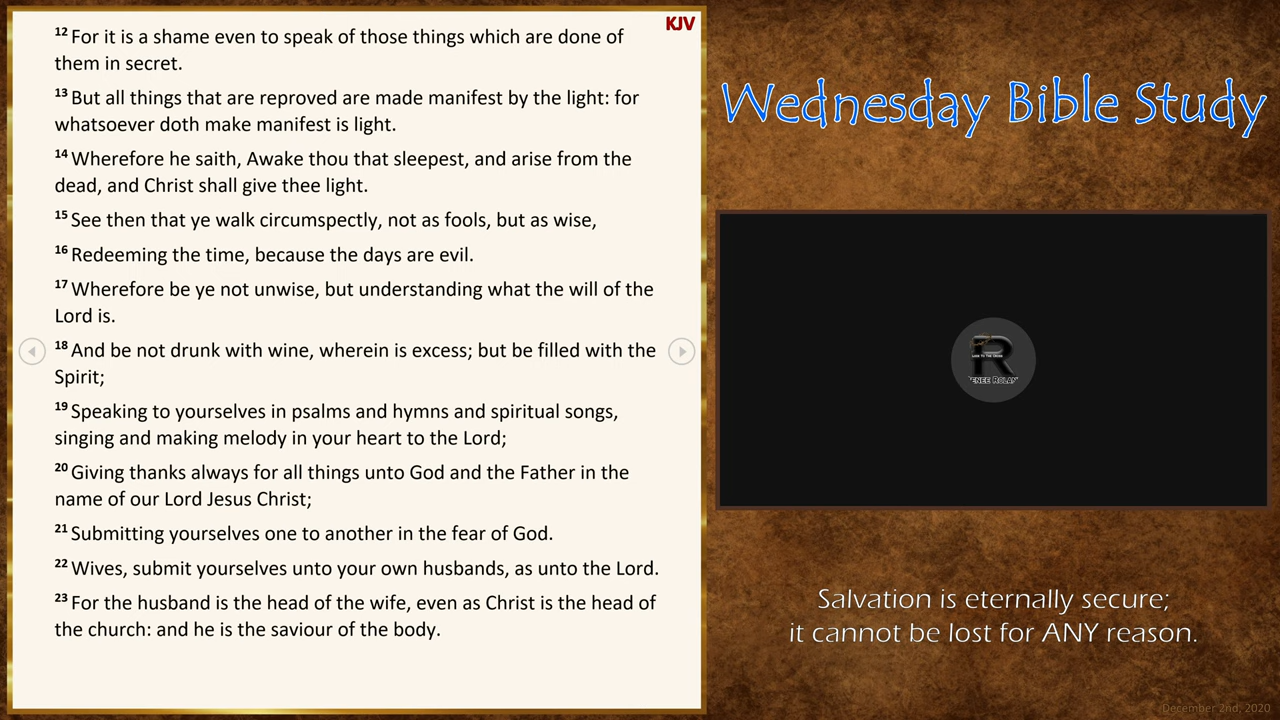 KJV
12 For it is a shame even to speak of those things which are done of
them in secret.
13 But all things that are reproved are made manifest by the light: for
whatsoever doth make manifest is light.
14 Wherefore he saith, Awake thou that sleepest, and arise from the
dead, and Christ shall give thee light.
15 See then that ye walk circumspectly, not as fools, but as wise,
16 Redeeming the time, because the days are evil.
17 Wherefore be ye not unwise, but understanding what the will of the
Lord is.
18 And be not drunk with wine, wherein is excess; but be filled with the
Spirit;
19 Speaking to yourselves in psalms and hymns and spiritual songs,
singing and making melody in your heart to the Lord;
20 Giving thanks always for all things unto God and the Father in the
name of our Lord Jesus Christ;
21 Submitting yourselves one to another in the fear of God.
22 Wives, submit yourselves unto your own husbands, as unto the Lord.
23 For the husband is the head of the wife, even as Christ is the head of
the church: and he is the saviour of the body.
Wednesday Bible Study
R
Salvation is eternally secure;
it cannot be lost for ANY reason.
December 2nd, 2020